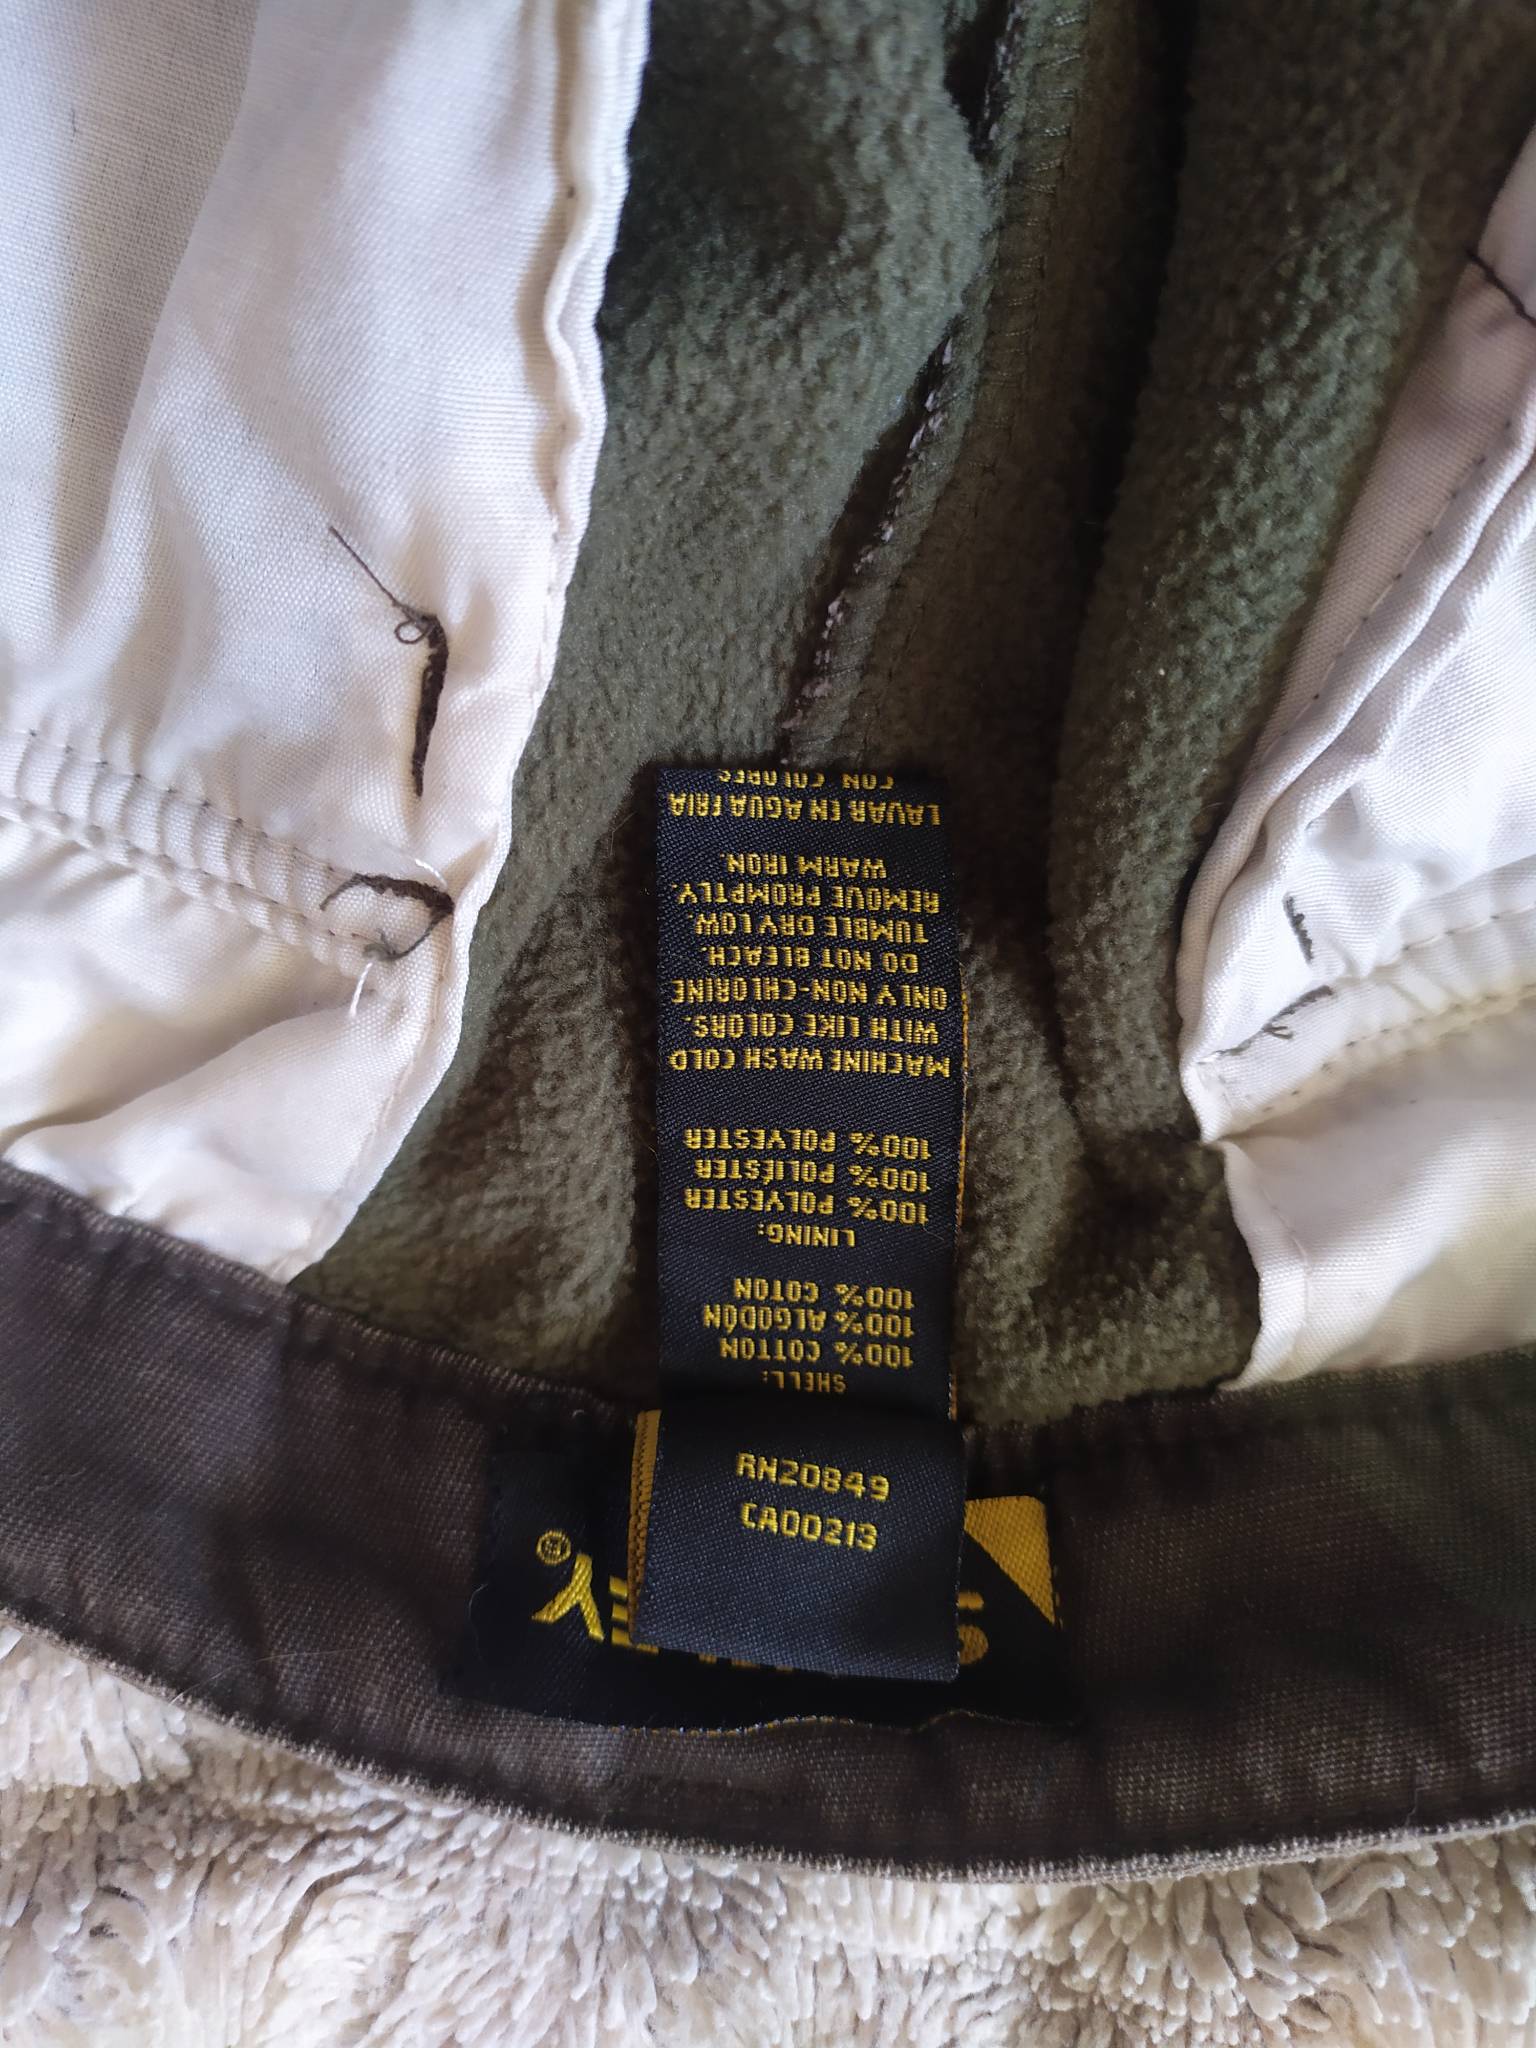 RN20849
CA00213
SHELL:
100% COTTON
100% ALGODÓN
100% COTON
LINING:
100% POLYESTER
100% POLIÉSTER
100% POLYESTER
MACHINE WASH COLD
WITH LIKE COLORS.
ONLY NON-CHLORINE
DO NOT BLEACH.
TUMBLE DRY LOW.
REMOVE PROMPTLY.
WARM IRON.
LAVAR EN AGUA FRIA
CON COLORES